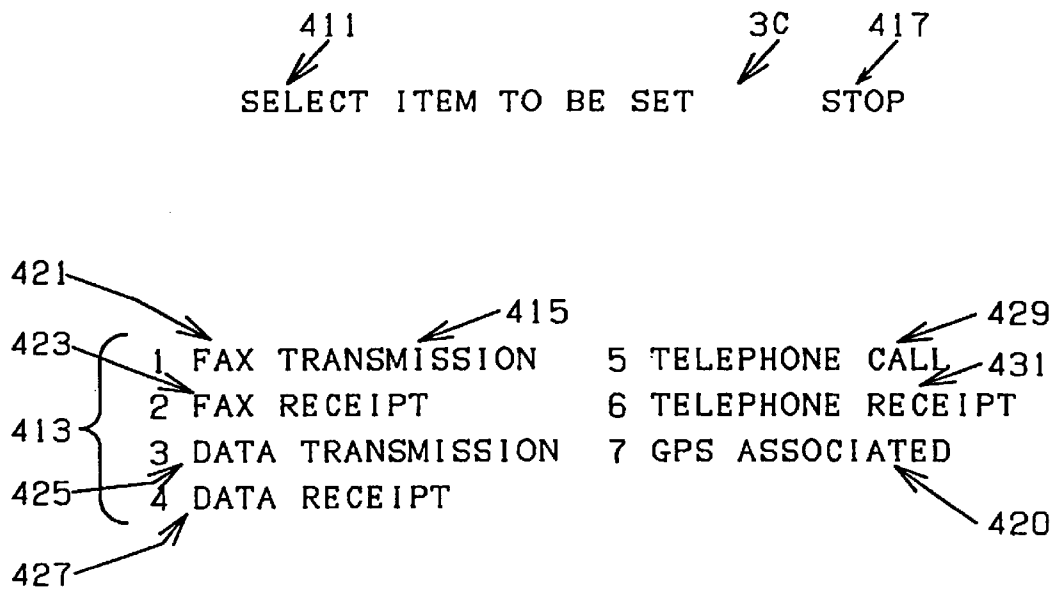 411 3C 417
SELECT ITEM TO BE SET STOP
421
415 429
423 1 FAX TRANSMISSION 5 TELEPHONE CALL 431
2 FAX RECEIPT 6 TELEPHONE RECEIPT
413
3 DATA TRANSMISSION 7 GPS ASSOCIATED
425 4 DATA RECEIPT
420
427